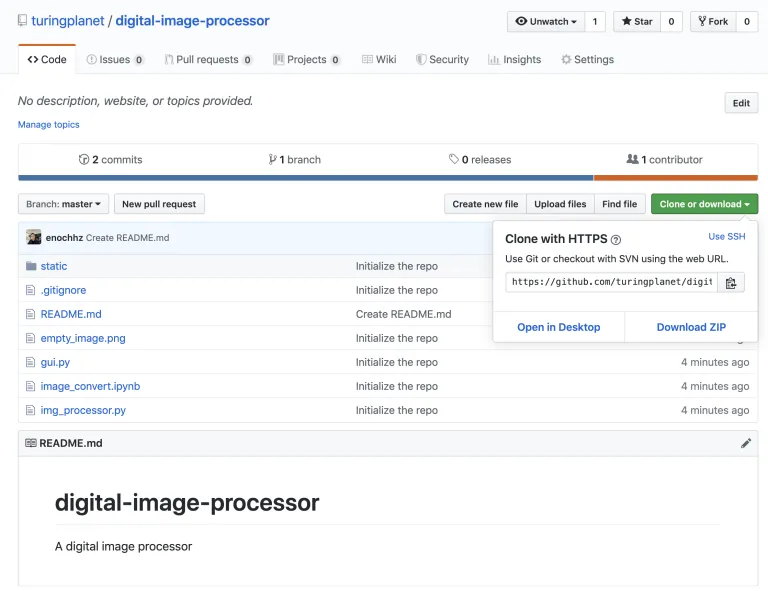 turingplanet / digital-image-processor
Unwatch 1 Star 0 Fork 0
Code Issues 0 Pull requests 0 Projects 0 Wiki Security Insights Settings
No description, website, or topics provided. Edit
Manage topics
2 commits 1 branch 0 releases 1 contributor
Branch: master New pull request Create new file Upload files Find file Clone or download
enochhz Create README.md
Clone with HTTPS ? Use SSH
Use Git or checkout with SVN using the web URL.
https://github.com/turingplanet/digit
Open in Desktop Download ZIP
static Initialize the repo
.gitignore Initialize the repo
README.md Create README.md
empty_image.png Initialize the repo
gui.py Initialize the repo 4 minutes ago
image_convert.ipynb Initialize the repo 4 minutes ago
img_processor.py Initialize the repo 4 minutes ago
README.md
digital-image-processor
A digital image processor